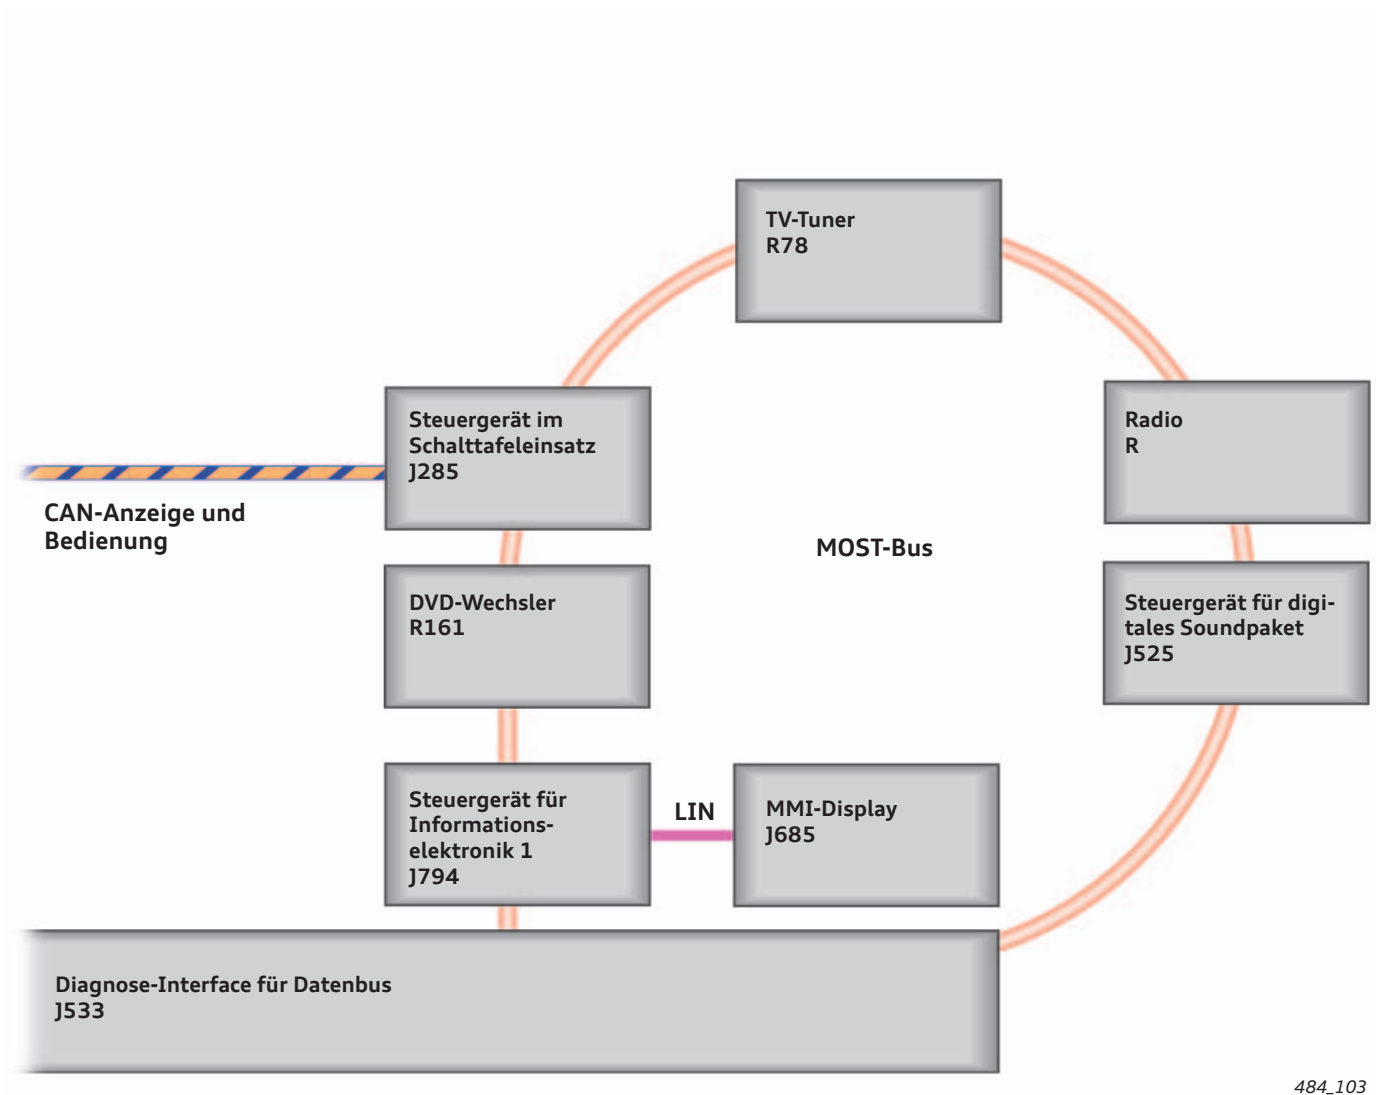 TV-Tuner
R78
Steuergerät im
Schalttafeleinsatz
J285
Radio
R
CAN-Anzeige und
Bedienung
MOST-Bus
DVD-Wechsler
R161
Steuergerät für digi-
tales Soundpaket
J525
Steuergerät für
Informations-
elektronik 1
J794
LIN
MMI-Display
J685
Diagnose-Interface für Datenbus
J533
484_103